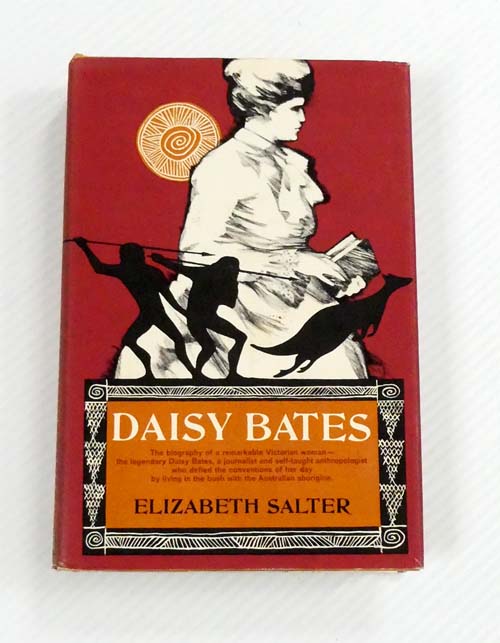 DAISY BATES
The biography of a remarkable Victorian woman—
the legendary Daisy Bates, a journalist and self-taught anthropologist
who defied the conventions of her day
by living in the bush with the Australian aborigine.
ELIZABETH SALTER